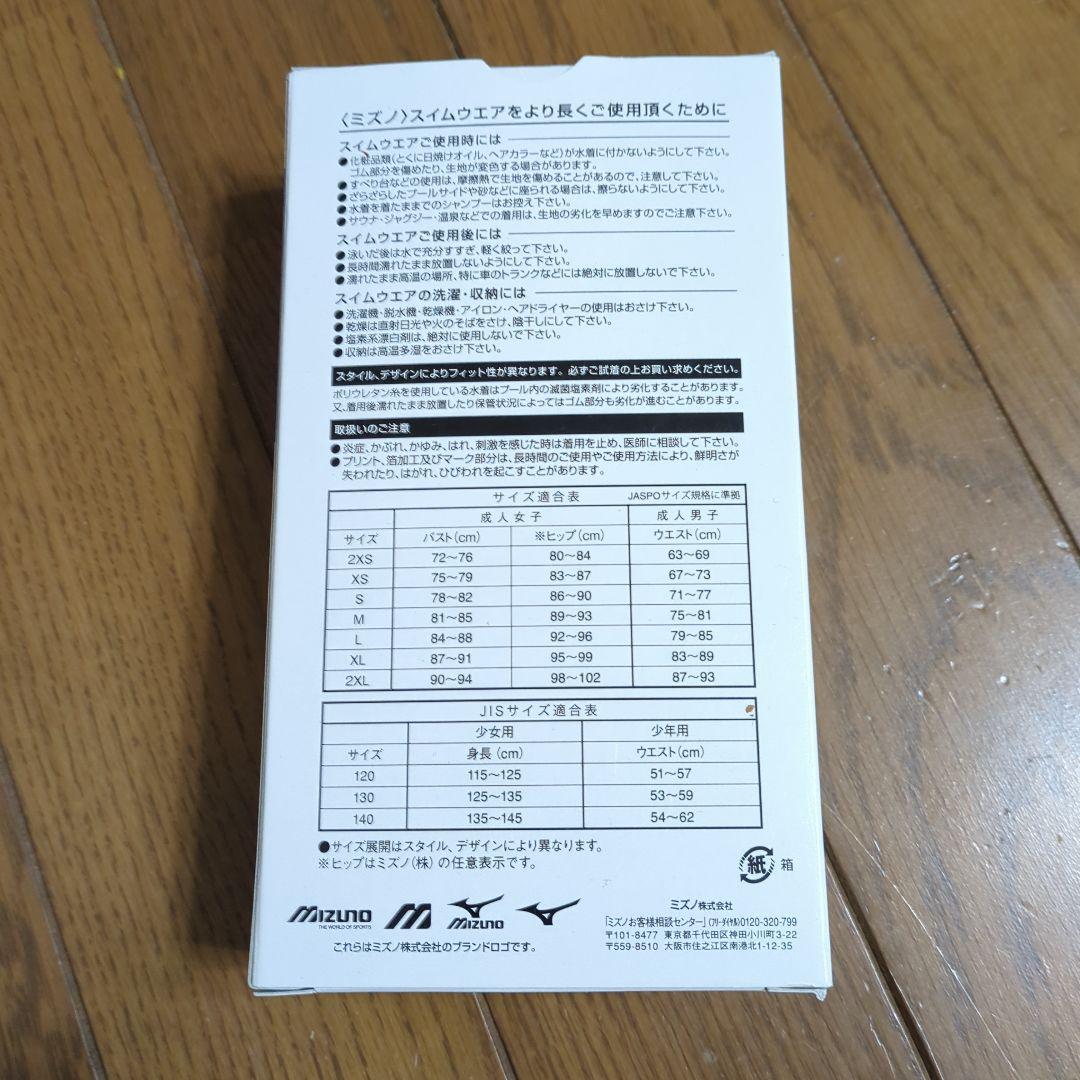 〈ミズノ〉スイムウエアをより長くご使用頂くために
スイムウエアご使用時には
●化粧品類(とくに日焼けオイル、ヘアカラーなど)が水着に付かないようにして下さい。
ゴム部分を傷めたり、生地が変色する場合があります。
●すべり台などの使用は、摩擦熱で生地を傷めることがあるので、注意して下さい。
●ざらざらしたプールサイドや砂などに座られる場合は、擦らないようにして下さい。
●水着を着たままでのシャンプーはお控え下さい。
●サウナ・ジャグジー・温泉などでの着用は、生地の劣化を早めますのでご注意下さい。
スイムウエアご使用後には
●泳いだ後は水で充分すすぎ、軽く絞って下さい。
●長時間濡れたまま放置しないようにして下さい。
●濡れたまま高温の場所、特に車のトランクなどには絶対に放置しないで下さい。
スイムウエアの洗濯・収納には
●洗濯機・脱水機・乾燥機・アイロン・ヘアドライヤーの使用はおさけ下さい。
●乾燥は直射日光や火のそばをさけ、陰干しにして下さい。
●塩素系漂白剤は、絶対に使用しないで下さい。
●収納は高温多湿をおさけ下さい。
スタイル、デザインによりフィット性が異なります。必ずご試着の上お買い求めください。
ポリウレタン糸を使用している水着はプール内の滅菌塩素剤により劣化することがあります。
又、着用後濡れたまま放置したり保管状況によってはゴム部分も劣化が進むことがあります。
取扱いのご注意
●炎症、かぶれ、かゆみ、はれ、刺激を感じた時は着用を止め、医師に相談して下さい。
●プリント、箔加工及びマーク部分は、長時間のご使用やご使用方法により、鮮明さが
失われたり、はがれ、ひびわれを起こすことがあります。
サイズ適合表 JASPOサイズ規格に準拠
成人女子 成人男子
サイズ バスト(cm) ※ヒップ(cm) ウエスト(cm)
2XS 72〜76 80〜84 63〜69
XS 75〜79 83〜87 67〜73
S 78〜82 86〜90 71〜77
M 81〜85 89〜93 75〜81
L 84〜88 92〜96 79〜85
XL 87〜91 95〜99 83〜89
2XL 90〜94 98〜102 87〜93
JISサイズ適合表
少女用 少年用
サイズ 身長(cm) ウエスト(cm)
120 115〜125 51〜57
130 125〜135 53〜59
140 135〜145 54〜62
●サイズ展開はスタイル、デザインにより異なります。
※ヒップはミズノ(株)の任意表示です。
紙 箱
MIZUNO
THE WORLD OF SPORTS
MIZUNO
これらはミズノ株式会社のブランドロゴです。
ミズノ株式会社
「ミズノお客様相談センター」(フリーダイヤル)0120-320-799
〒101-8477 東京都千代田区神田小川町3-22
〒559-8510 大阪市住之江区南港北1-12-35